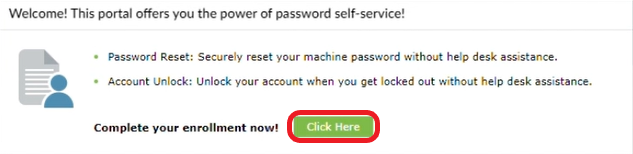 Welcome! This portal offers you the power of password self-service!
• Password Reset: Securely reset your machine password without help desk assistance.
• Account Unlock: Unlock your account when you get locked out without help desk assistance.
Complete your enrollment now! Click Here